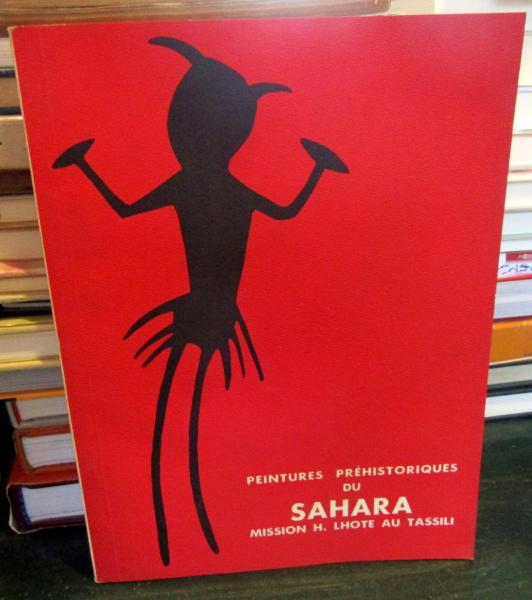 PEINTURES PRÉHISTORIQUES
DU
SAHARA
MISSION H. LHOTE AU TASSILI